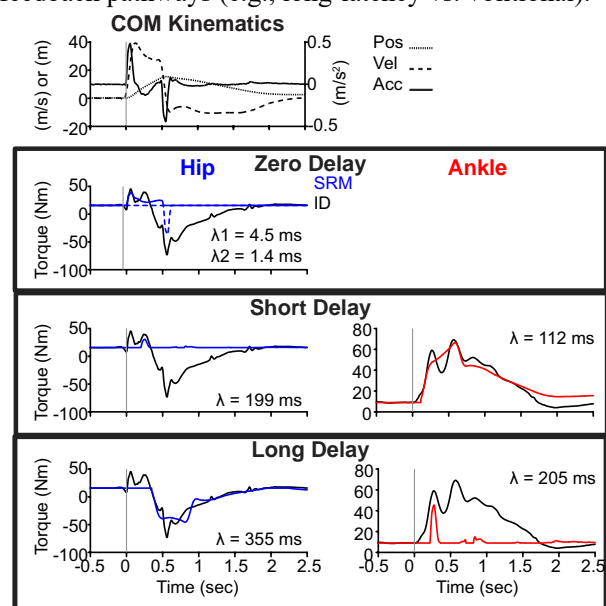 feedback pathways (e.g., long-latency vs. volitional).
COM Kinematics
(m/s) or (m)
40
20
0
-20
0.5
0
0.5
(m/s²)
Pos
Vel
Acc
Hip
Zero Delay
Ankle
SRM
ID
Torque (Nm)
50
0
-50
-100
λ1 = 4.5 ms
λ2 = 1.4 ms
Short Delay
Torque (Nm)
50
0
-50
-100
λ = 199 ms
80
60
40
20
0
λ = 112 ms
Long Delay
Torque (Nm)
50
0
-50
-100
λ = 355 ms
-0.5 0 0.5 1 1.5 2 2.5
Time (sec)
80
60
40
20
0
λ = 205 ms
-0.5 0 0.5 1 1.5 2 2.5
Time (sec)